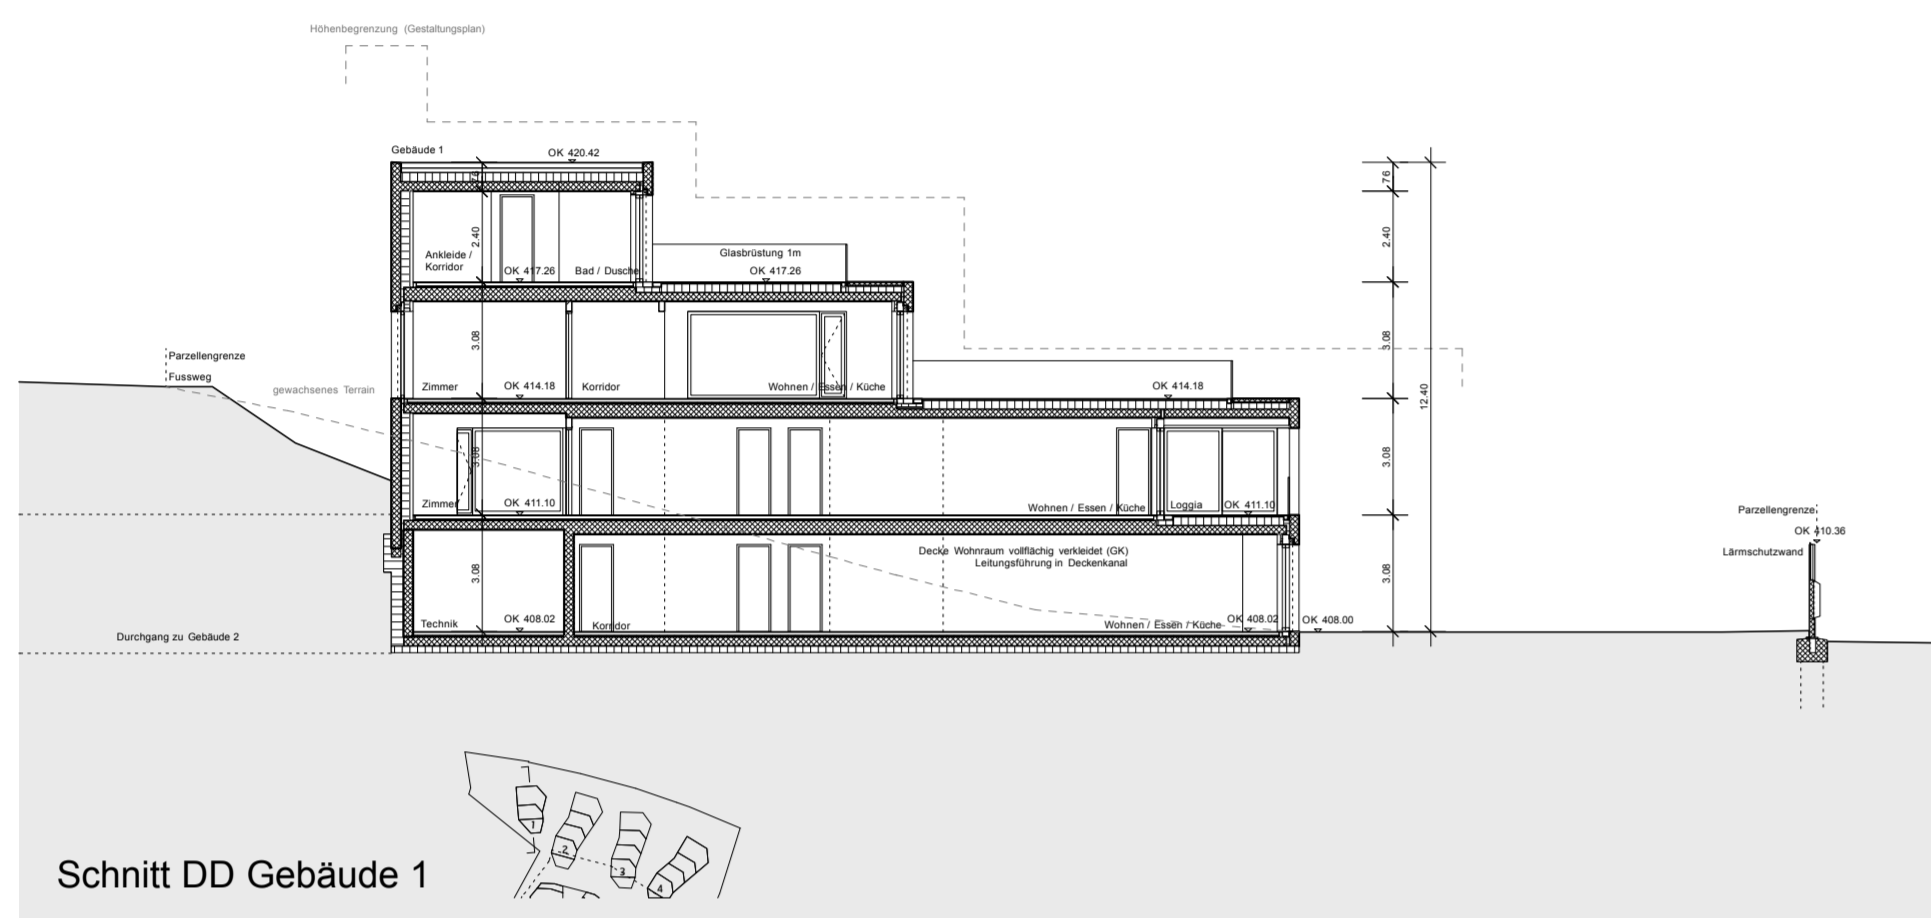 Höhenbegrenzung (Gestaltungsplan)
Gebäude 1
OK 420.42
76
76
2.40
2.40
Ankleide /
Korridor
OK 417.26
Bad / Dusche
Glasbrüstung 1m
OK 417.26
3.08
3.08
Parzellengrenze
Fussweg
gewachsenes Terrain
Zimmer
OK 414.18
Korridor
Wohnen / Essen / Küche
OK 414.18
12.40
3.08
3.08
Zimmer
OK 411.10
Wohnen / Essen / Küche
Loggia
OK 411.10
Parzellengrenze
OK 410.36
Lärmschutzwand
Decke Wohnraum vollflächig verkleidet (GK)
Leitungsführung in Deckenkanal
3.08
3.08
Technik
OK 408.02
Korridor
Wohnen / Essen / Küche
OK 408.02
OK 408.00
Durchgang zu Gebäude 2
1
2
3
4
Schnitt DD Gebäude 1